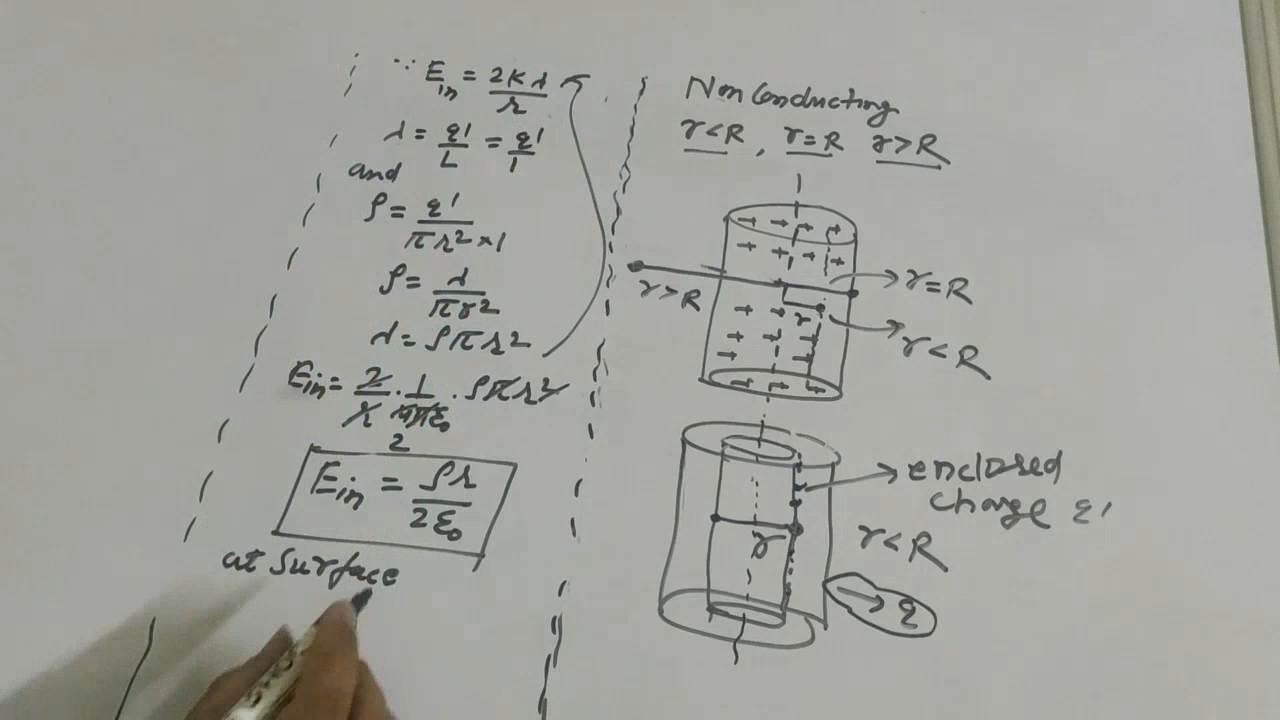 ∵ E_in = 2Kλ/r
λ = q'/L = q'/1
and
ρ = q'/(πr²×1)
ρ = λ/(πr²)
λ = ρπr²
E_in = 2/r · 1/(4πε₀) · ρπr²
2
E_in = ρr/2ε₀
at Surface
Non Conducting
r<R, r=R r>R
r=R
r>R
r
r<R
enclosed
charge q'
r<R
r
q